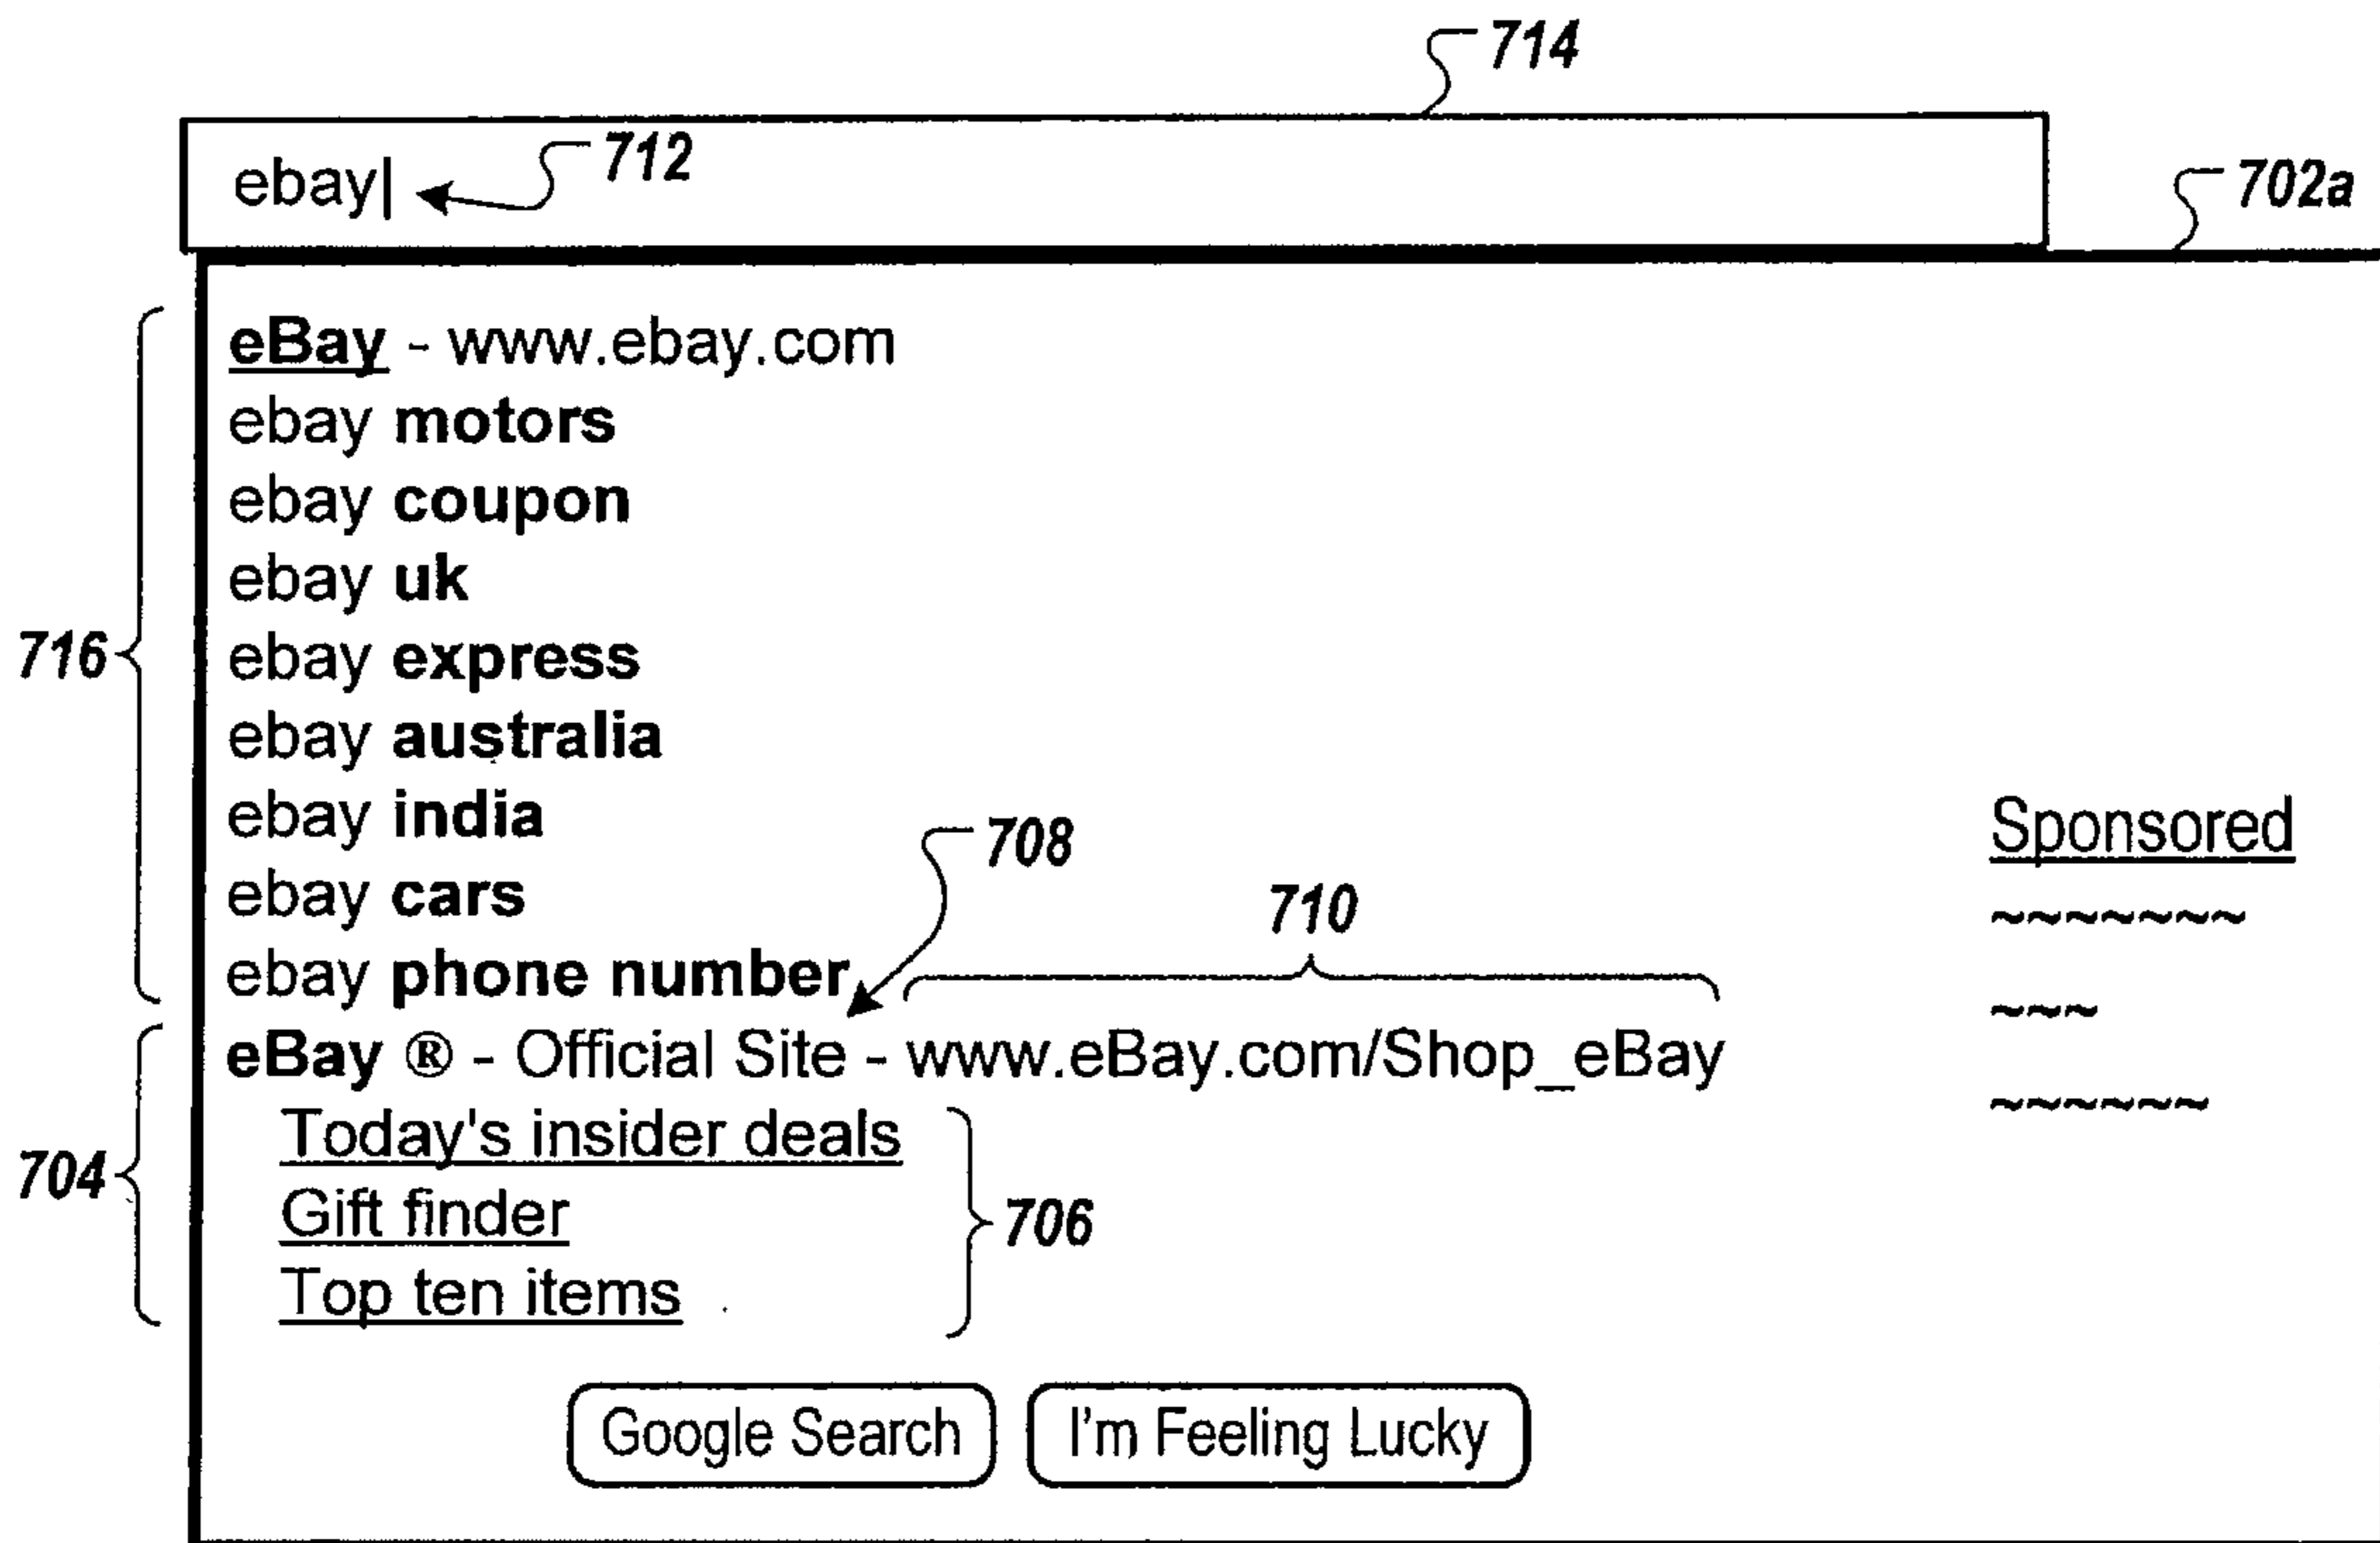 714
ebay| 712
702a
eBay - www.ebay.com
ebay motors
ebay coupon
ebay uk
716 ebay express
ebay australia
ebay india
Sponsored
708
ebay cars
710
~~~~~~~
ebay phone number
~~~
eBay ® - Official Site - www.eBay.com/Shop_eBay
~~~~~~
Today's insider deals
704
Gift finder
706
Top ten items
Google Search I'm Feeling Lucky